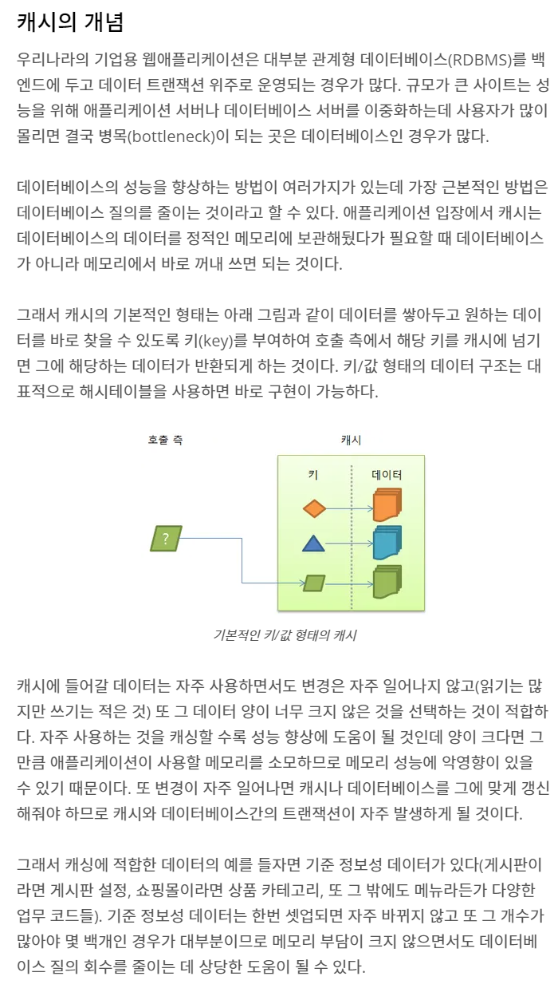 캐시의 개념
우리나라의 기업용 웹애플리케이션은 대부분 관계형 데이터베이스(RDBMS)를 백
엔드에 두고 데이터 트랜잭션 위주로 운영되는 경우가 많다. 규모가 큰 사이트는 성
능을 위해 애플리케이션 서버나 데이터베이스 서버를 이중화하는데 사용자가 많이
몰리면 결국 병목(bottleneck)이 되는 곳은 데이터베이스인 경우가 많다.
데이터베이스의 성능을 향상하는 방법이 여러가지가 있는데 가장 근본적인 방법은
데이터베이스 질의를 줄이는 것이라고 할 수 있다. 애플리케이션 입장에서 캐시는
데이터베이스의 데이터를 정적인 메모리에 보관해뒀다가 필요할 때 데이터베이스
가 아니라 메모리에서 바로 꺼내 쓰면 되는 것이다.
그래서 캐시의 기본적인 형태는 아래 그림과 같이 데이터를 쌓아두고 원하는 데이
터를 바로 찾을 수 있도록 키(key)를 부여하여 호출 측에서 해당 키를 캐시에 넘기
면 그에 해당하는 데이터가 반환되게 하는 것이다. 키/값 형태의 데이터 구조는 대
표적으로 해시테이블을 사용하면 바로 구현이 가능하다.
호출 측
캐시
키
데이터
?
기본적인 키/값 형태의 캐시
캐시에 들어갈 데이터는 자주 사용하면서도 변경은 자주 일어나지 않고(읽기는 많
지만 쓰기는 적은 것) 또 그 데이터 양이 너무 크지 않은 것을 선택하는 것이 적합하
다. 자주 사용하는 것을 캐싱할 수록 성능 향상에 도움이 될 것인데 양이 크다면 그
만큼 애플리케이션이 사용할 메모리를 소모하므로 메모리 성능에 악영향이 있을
수 있기 때문이다. 또 변경이 자주 일어나면 캐시나 데이터베이스를 그에 맞게 갱신
해줘야 하므로 캐시와 데이터베이스간의 트랜잭션이 자주 발생하게 될 것이다.
그래서 캐싱에 적합한 데이터의 예를 들자면 기준 정보성 데이터가 있다(게시판이
라면 게시판 설정, 쇼핑몰이라면 상품 카테고리, 또 그 밖에도 메뉴라든가 다양한
업무 코드들). 기준 정보성 데이터는 한번 셋업되면 자주 바뀌지 않고 또 그 개수가
많아야 몇 백개인 경우가 대부분이므로 메모리 부담이 크지 않으면서도 데이터베
이스 질의 회수를 줄이는 데 상당한 도움이 될 수 있다.